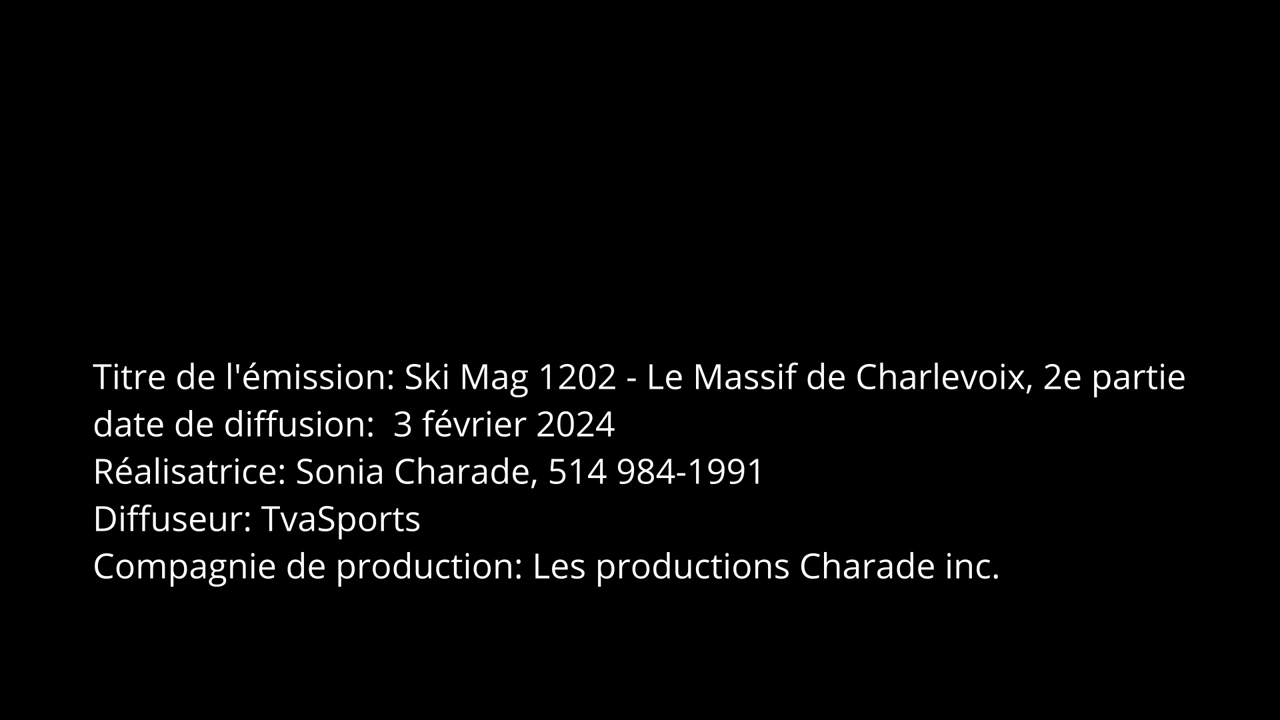 Titre de l'émission: Ski Mag 1202 - Le Massif de Charlevoix, 2e partie
date de diffusion:  3 février 2024
Réalisatrice: Sonia Charade, 514 984-1991
Diffuseur: TvaSports
Compagnie de production: Les productions Charade inc.